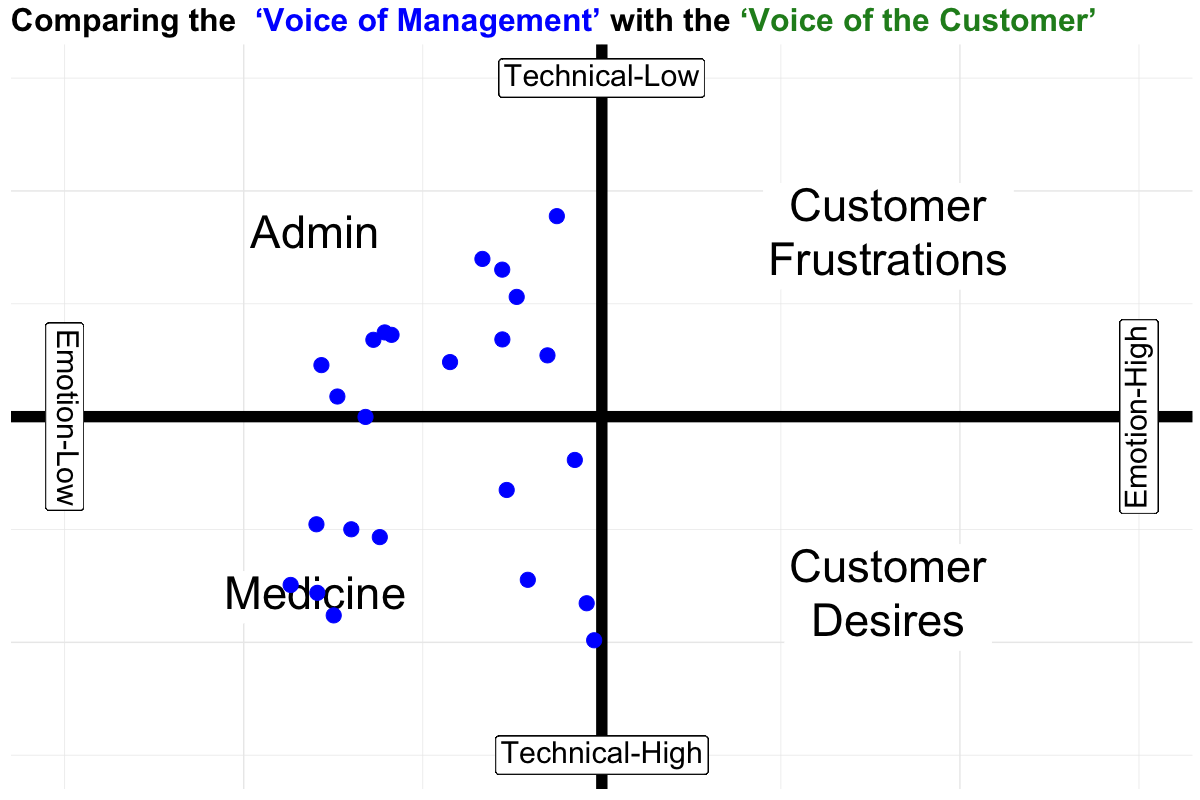 Comparing the ‘Voice of Management’ with the ‘Voice of the Customer’
Technical-Low
Admin
Customer
Frustrations
Emotion-Low
Emotion-High
Medicine
Customer
Desires
Technical-High